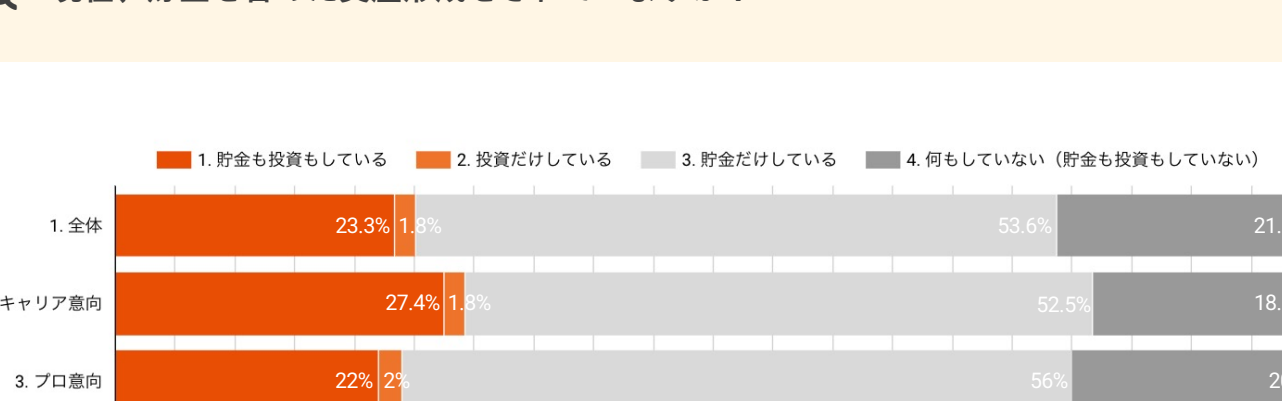 1. 貯金も投資もしている 2. 投資だけしている 3. 貯金だけしている 4. 何もしていない（貯金も投資もしていない）
1. 全体 23.3% 1.8% 53.6% 21.
キャリア意向 27.4% 1.8% 52.5% 18.
3. プロ意向 22% 2% 56%